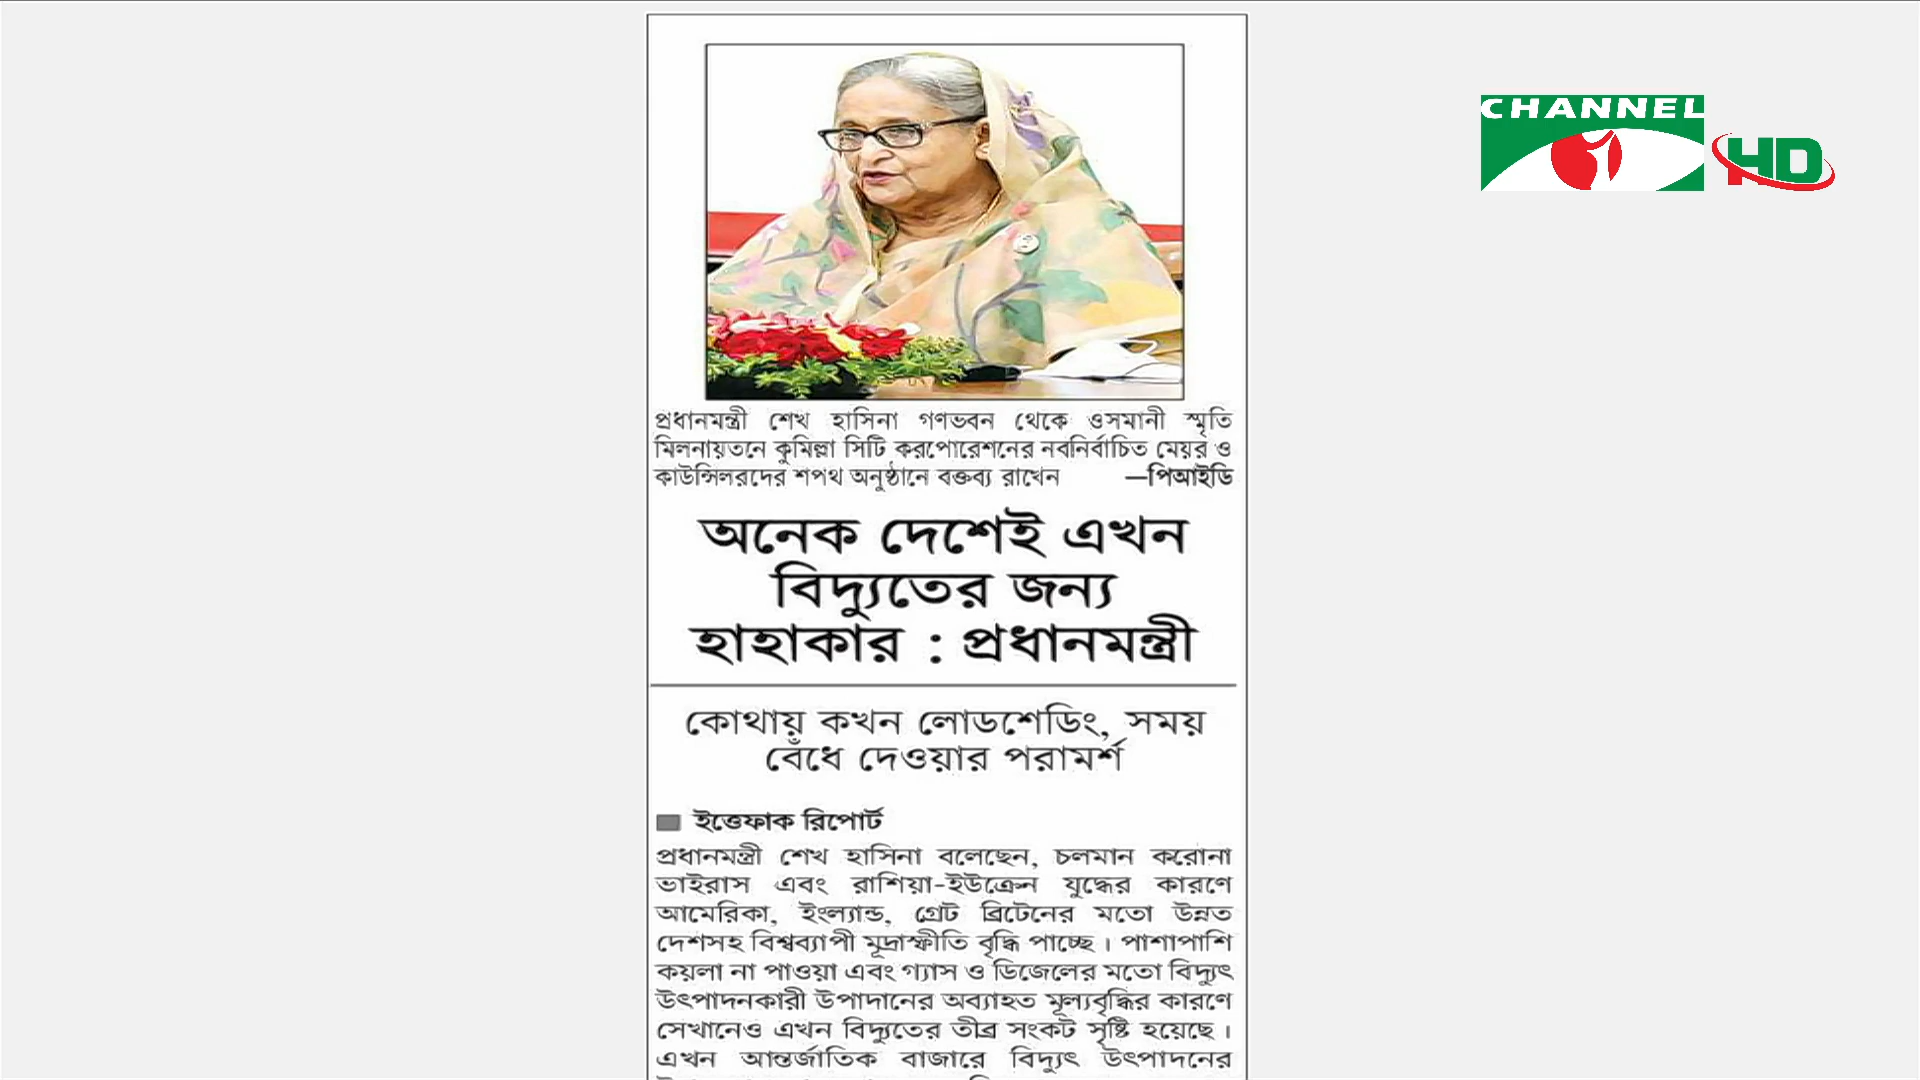 CHANNEL
HD
প্রধানমন্ত্রী শেখ হাসিনা গণভবন থেকে ওসমানী স্মৃতি
মিলনায়তনে কুমিল্লা সিটি করপোরেশনের নবনির্বাচিত মেয়র ও
কাউন্সিলরদের শপথ অনুষ্ঠানে বক্তব্য রাখেন —পিআইডি
অনেক দেশেই এখন
বিদ্যুতের জন্য
হাহাকার : প্রধানমন্ত্রী
কোথায় কখন লোডশেডিং, সময়
বেঁধে দেওয়ার পরামর্শ
■ ইত্তেফাক রিপোর্ট
প্রধানমন্ত্রী শেখ হাসিনা বলেছেন, চলমান করোনা
ভাইরাস এবং রাশিয়া-ইউক্রেন যুদ্ধের কারণে
আমেরিকা, ইংল্যান্ড, গ্রেট ব্রিটেনের মতো উন্নত
দেশসহ বিশ্বব্যাপী মূদ্রাস্ফীতি বৃদ্ধি পাচ্ছে। পাশাপাশি
কয়লা না পাওয়া এবং গ্যাস ও ডিজেলের মতো বিদ্যুৎ
উৎপাদনকারী উপাদানের অব্যাহত মূল্যবৃদ্ধির কারণে
সেখানেও এখন বিদ্যুতের তীব্র সংকট সৃষ্টি হয়েছে।
এখন আন্তর্জাতিক বাজারে বিদ্যুৎ উৎপাদনের